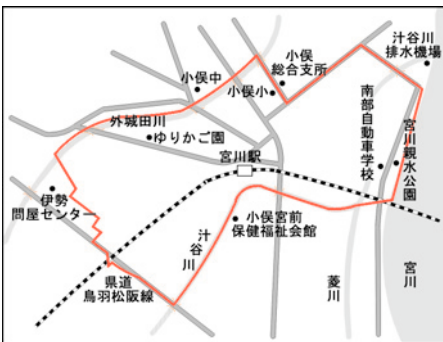 汁谷川
排水機場
小俣
総合支所
小俣中
小俣小
外城田川
ゆりかご園
宮川駅
南部自動車学校
宮川親水公園
伊勢
問屋センター
小俣宮前
保健福祉会館
汁谷川
菱川
宮川
県道
鳥羽松阪線